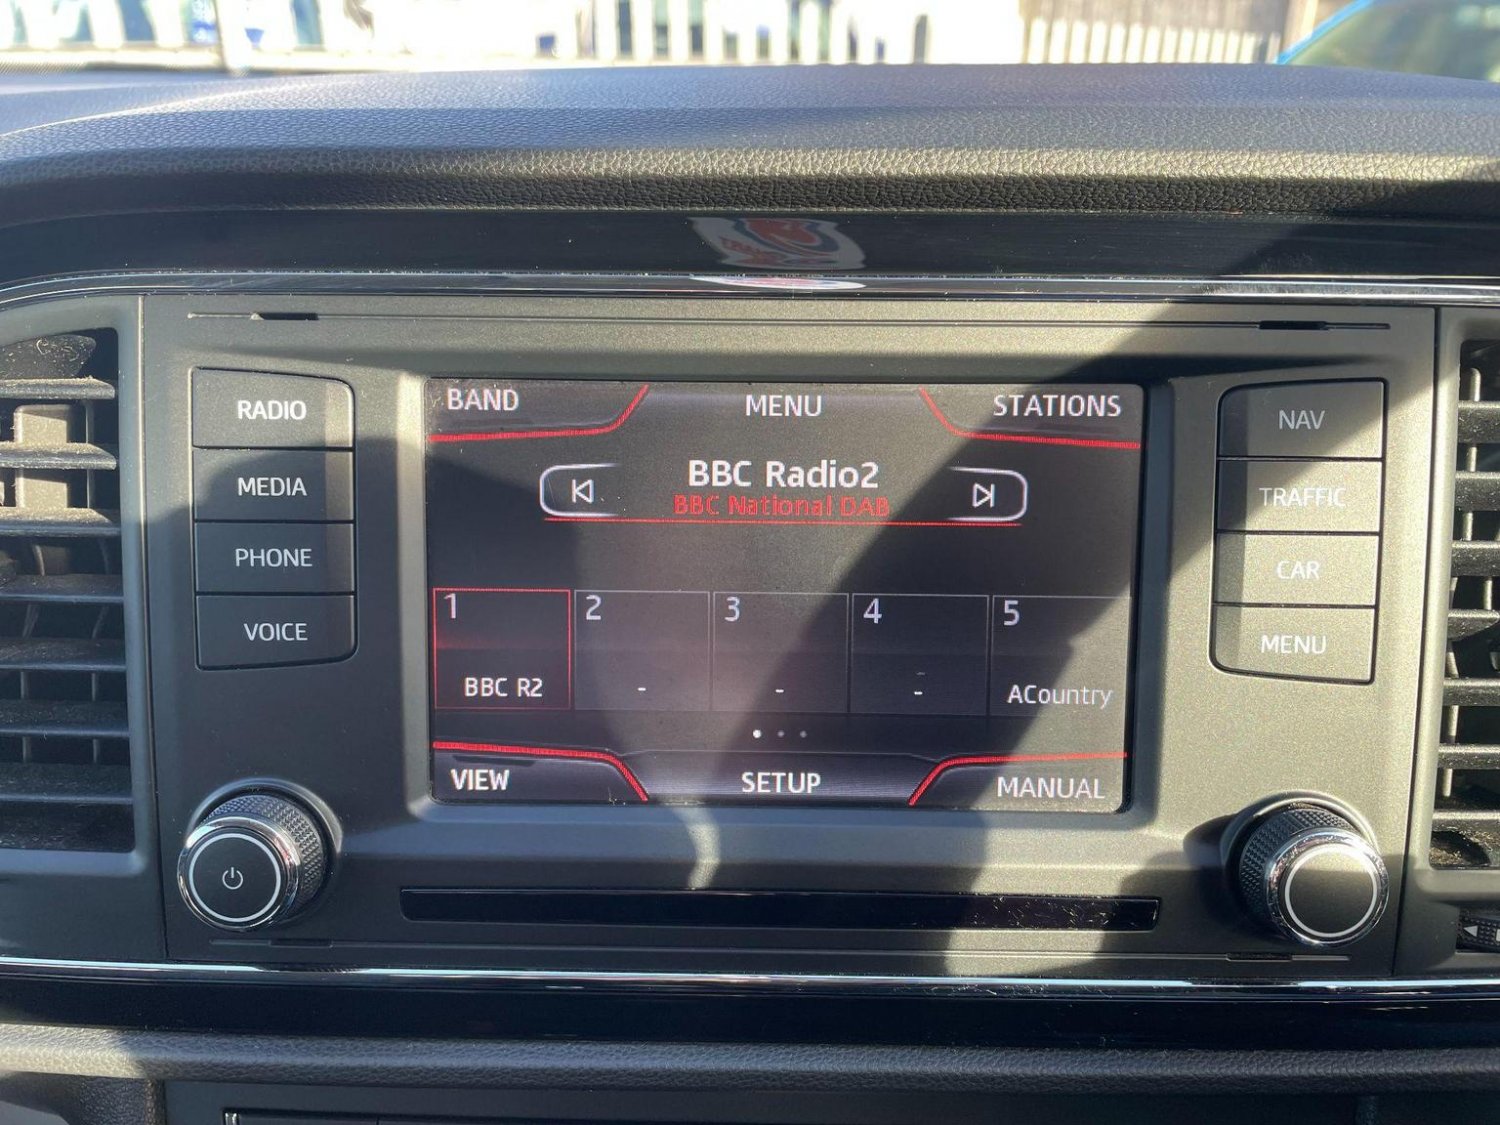 RADIO
MEDIA
PHONE
VOICE
BAND
MENU
STATIONS
BBC Radio2
BBC National DAB
1
2
3
4
5
BBC R2
-
-
-
ACountry
VIEW
SETUP
MANUAL
NAV
TRAFFIC
CAR
MENU